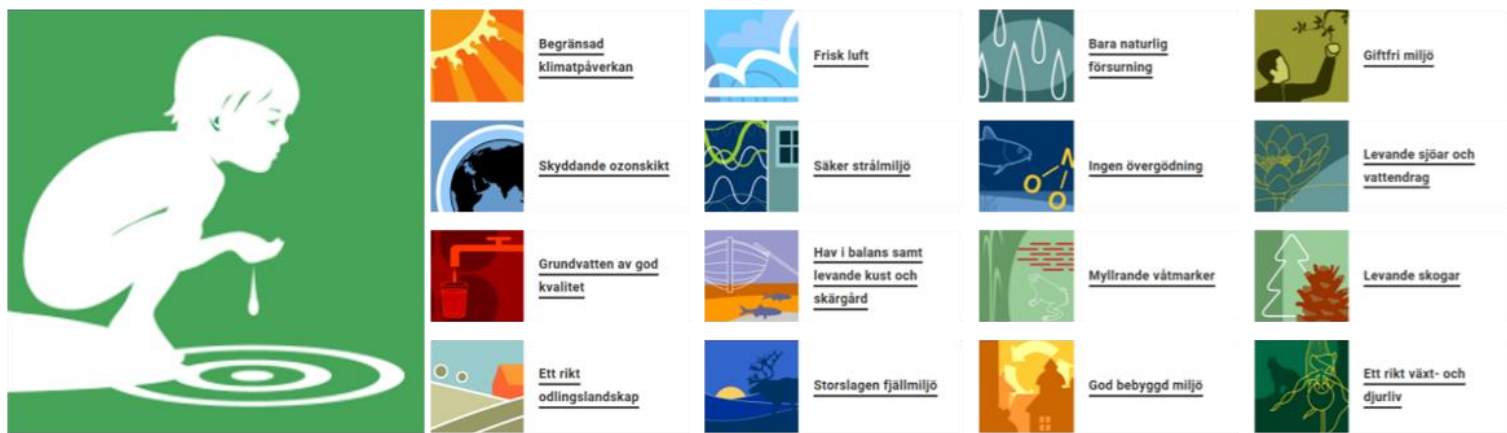 Begränsad
klimatpåverkan
Frisk luft
Bara naturlig
försurning
Giftfri miljö
Skyddande ozonskikt
Säker strålmiljö
Ingen övergödning
Levande sjöar och
vattendrag
Grundvatten av god
kvalitet
Hav i balans samt
levande kust och
skärgård
Myllrande våtmarker
Levande skogar
Ett rikt
odlingslandskap
Storslagen fjällmiljö
God bebyggd miljö
Ett rikt växt- och
djurliv
N
O
O